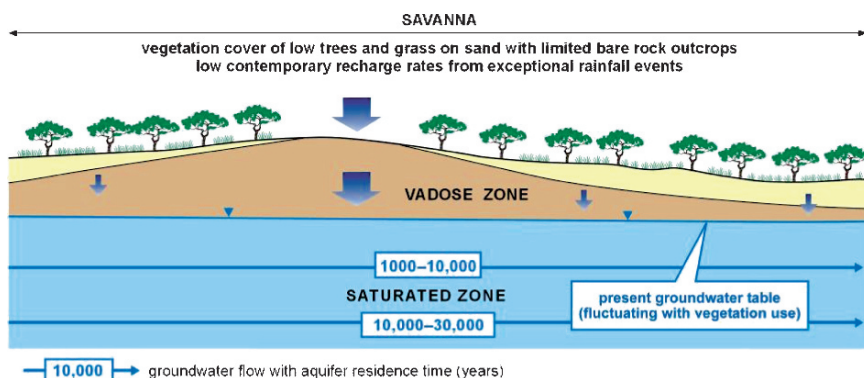 SAVANNA
vegetation cover of low trees and grass on sand with limited bare rock outcrops
low contemporary recharge rates from exceptional rainfall events
VADOSE ZONE
1000–10,000
SATURATED ZONE
present groundwater table
(fluctuating with vegetation use)
10,000–30,000
10,000 groundwater flow with aquifer residence time (years)